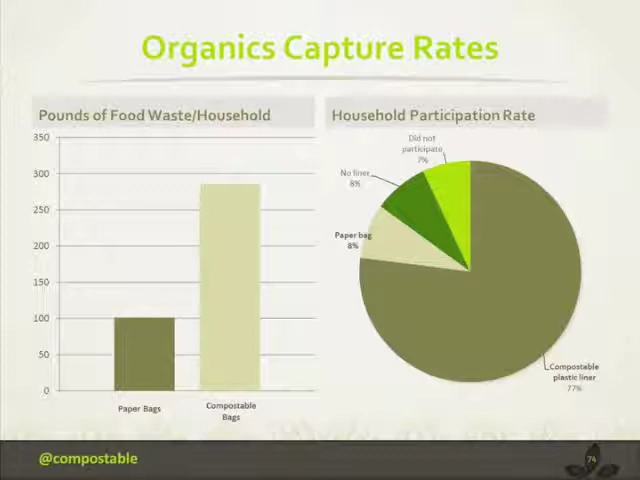 Organics Capture Rates
Pounds of Food Waste/Household
350
300
250
200
150
100
50
0
Paper Bags
Compostable
Bags
Household Participation Rate
Did not
participate
7%
No liner
8%
Paper bag
8%
Compostable
plastic liner
77%
@compostable
74